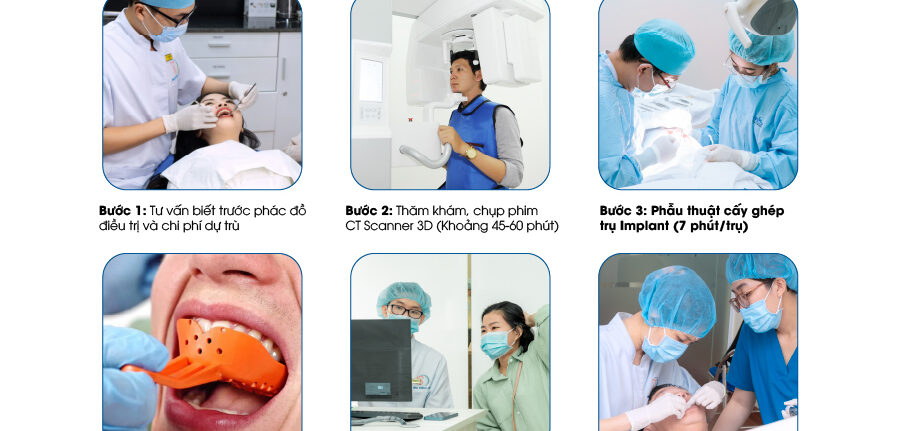 Bước 1: Tư vấn biết trước phác đồ
điều trị và chi phí dự trù
Bước 2: Thăm khám, chụp phim
CT Scanner 3D (Khoảng 45-60 phút)
Bước 3: Phẫu thuật cấy ghép
trụ Implant (7 phút/trụ)